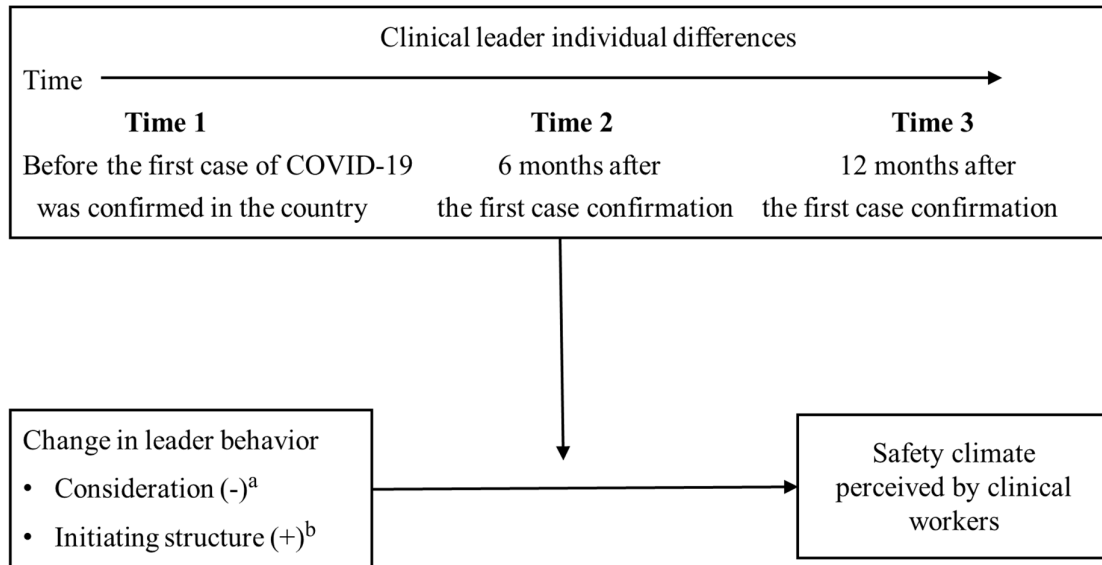 Clinical leader individual differences
Time
Time 1
Before the first case of COVID-19
was confirmed in the country
Time 2
6 months after
the first case confirmation
Time 3
12 months after
the first case confirmation
Change in leader behavior
• Consideration (-)a
• Initiating structure (+)b
Safety climate
perceived by clinical
workers